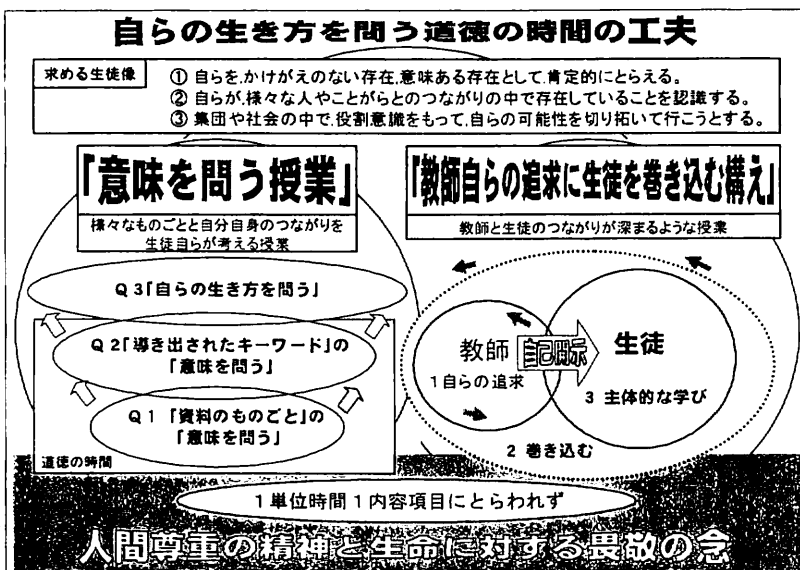 自らの生き方を問う道徳の時間の工夫
求める生徒像
① 自らを,かけがえのない存在,意味ある存在として,肯定的にとらえる。
② 自らが,様々な人やことがらとのつながりの中で存在していることを認識する。
③ 集団や社会の中で,役割意識をもって,自らの可能性を切り拓いて行こうとする。
「意味を問う授業」
様々なものごとと自分自身のつながりを
生徒自らが考える授業
Q3「自らの生き方を問う」
Q2「導き出されたキーワード」の
「意味を問う」
Q1 「資料のものごと」の
「意味を問う」
道徳の時間
「教師自らの追求に生徒を巻き込む構え」
教師と生徒のつながりが深まるような授業
教師
1自らの追求
自己開示
生徒
3 主体的な学び
2 巻き込む
1単位時間1内容項目にとらわれず
人間尊重の精神と生命に対する畏敬の念